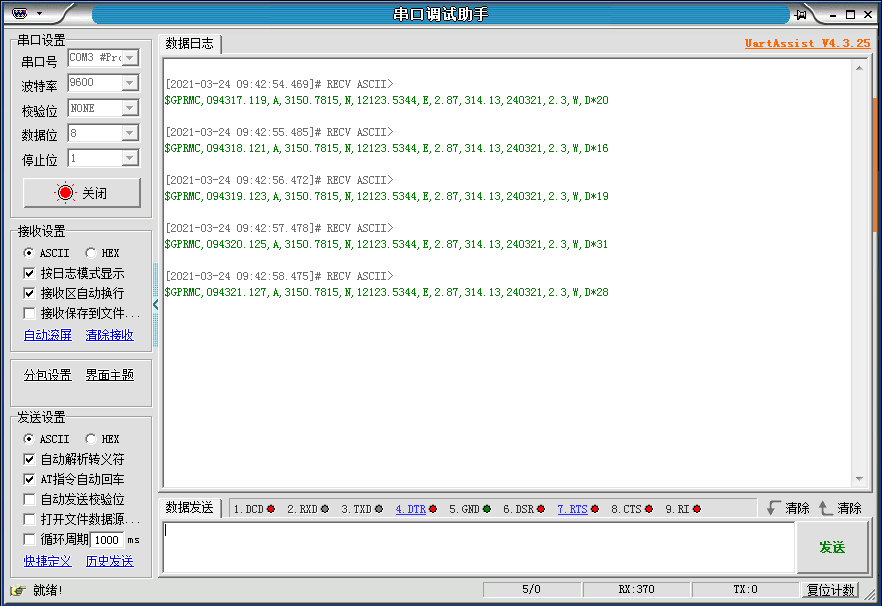 串口调试助手
串口设置
串口号 COM3 #Pr
波特率 9600
校验位 NONE
数据位 8
停止位 1
关闭
接收设置
ASCII HEX
按日志模式显示
接收区自动换行
接收保存到文件...
自动滚屏 清除接收
分包设置 界面主题
发送设置
ASCII HEX
自动解析转义符
AT指令自动回车
自动发送校验位
打开文件数据源...
循环周期 1000 ms
快捷定义 历史发送
数据日志
UartAssist V4.3.25
[2021-03-24 09:42:54.469]# RECV ASCII>
$GPRMC,094317.119,A,3150.7815,N,12123.5344,E,2.87,314.13,240321,2.3,W,D*20
[2021-03-24 09:42:55.485]# RECV ASCII>
$GPRMC,094318.121,A,3150.7815,N,12123.5344,E,2.87,314.13,240321,2.3,W,D*16
[2021-03-24 09:42:56.472]# RECV ASCII>
$GPRMC,094319.123,A,3150.7815,N,12123.5344,E,2.87,314.13,240321,2.3,W,D*19
[2021-03-24 09:42:57.478]# RECV ASCII>
$GPRMC,094320.125,A,3150.7815,N,12123.5344,E,2.87,314.13,240321,2.3,W,D*31
[2021-03-24 09:42:58.475]# RECV ASCII>
$GPRMC,094321.127,A,3150.7815,N,12123.5344,E,2.87,314.13,240321,2.3,W,D*28
数据发送 1.DCD 2.RXD 3.TXD 4.DTR 5.GND 6.DSR 7.RTS 8.CTS 9.RI 清除 清除
发送
就绪! 5/0 RX:370 TX:0 复位计数